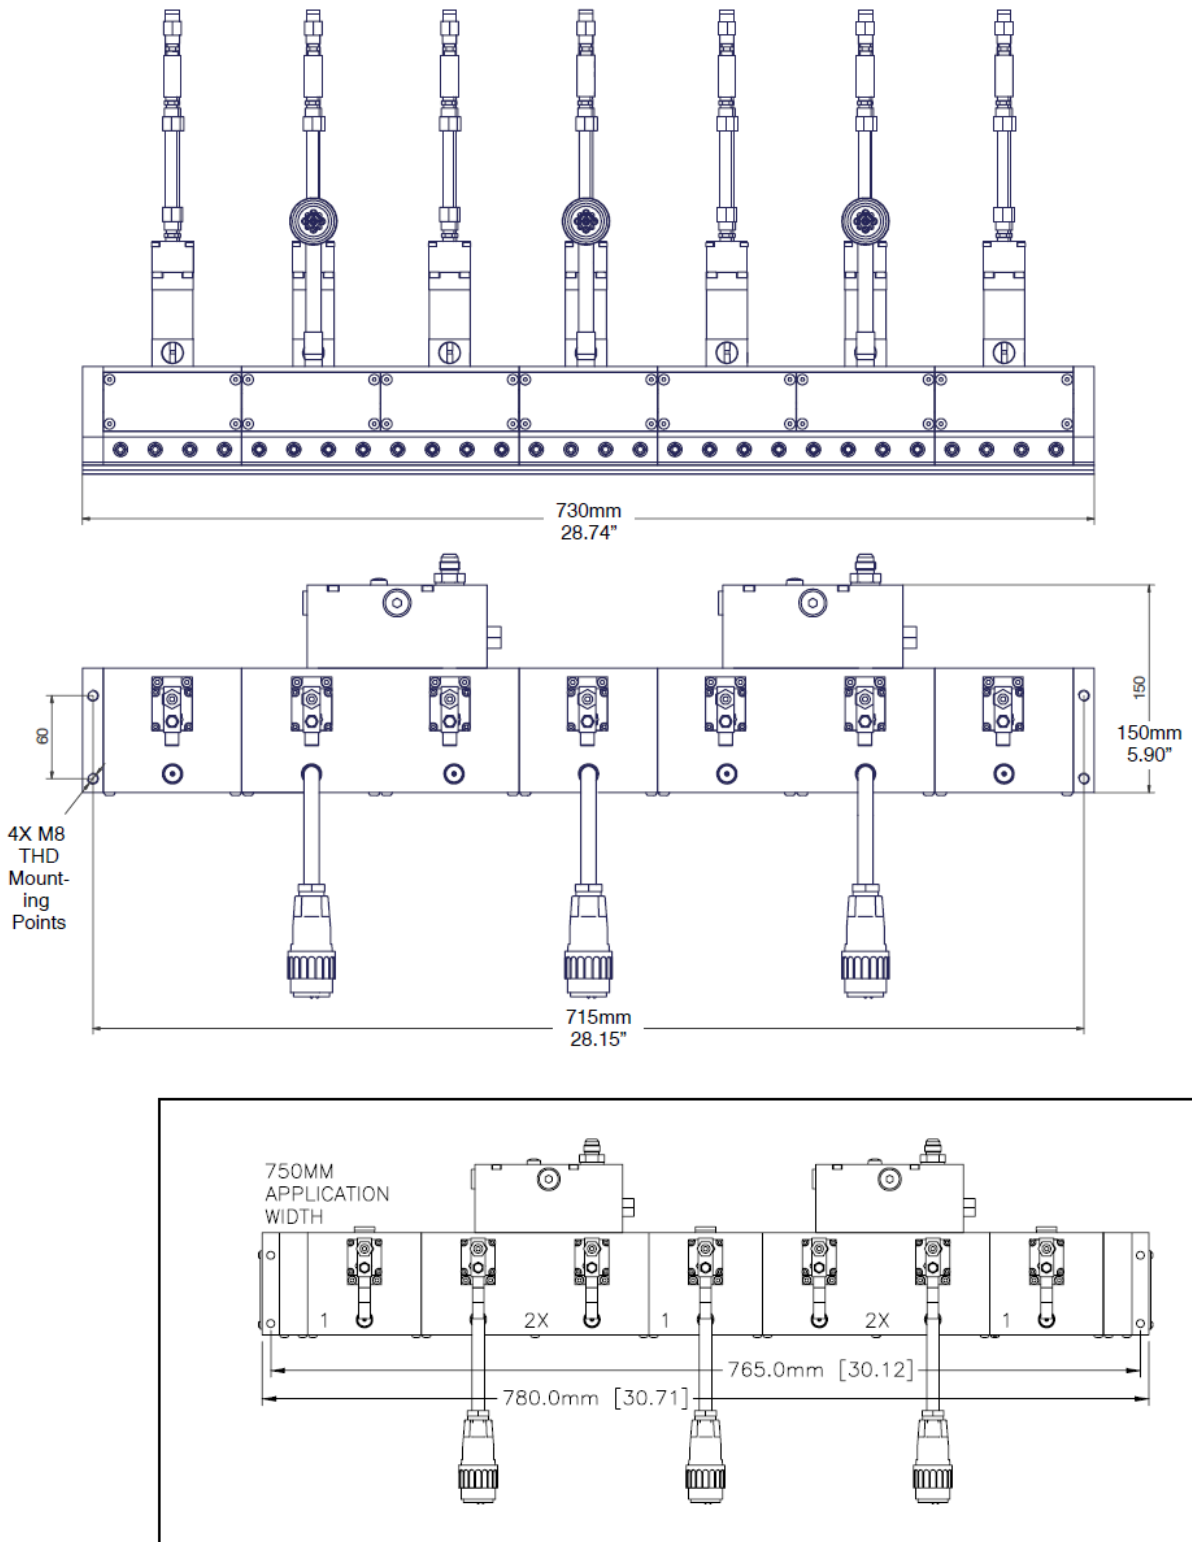 730mm
28.74”
60
150
150mm
5.90”
4X M8
THD
Mount-
ing
Points
715mm
28.15”
750MM
APPLICATION
WIDTH
1
2X
1
2X
1
765.0mm [30.12]
780.0mm [30.71]